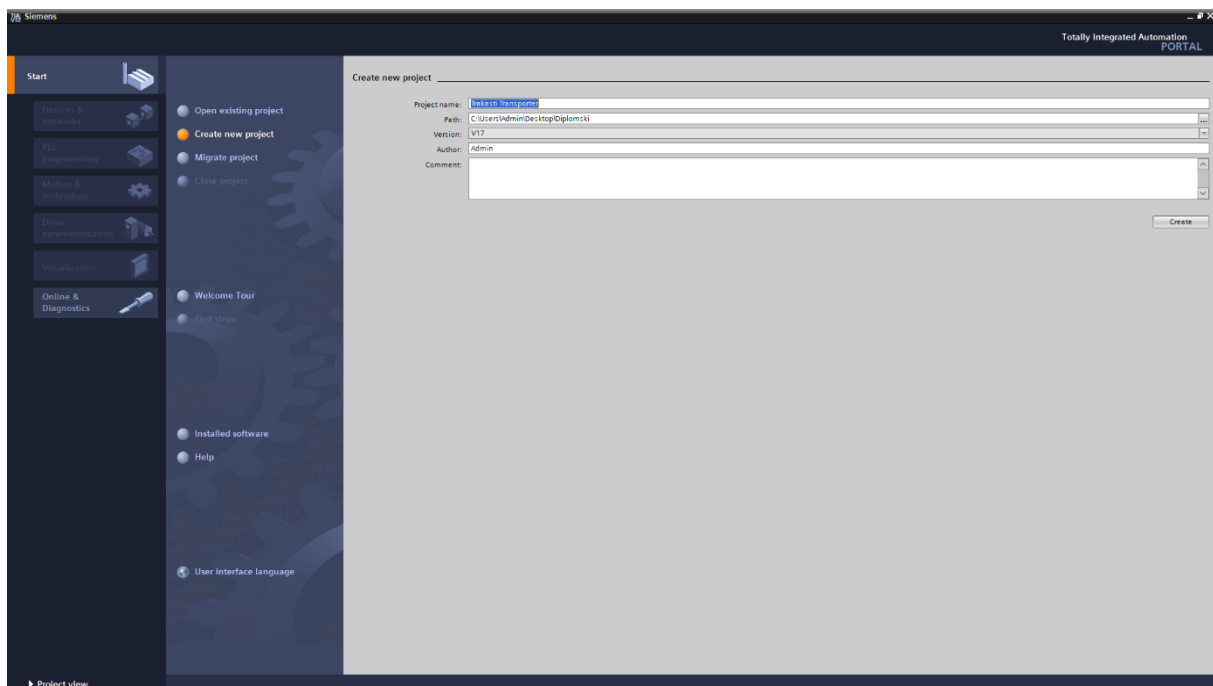 Siemens
Totally Integrated Automation
PORTAL
Start
Devices &
networks
PLC
programming
Motion &
technology
Drive
parameterization
Visualization
Online &
Diagnostics
Open existing project
Create new project
Migrate project
Close project
Welcome Tour
First steps
Installed software
Help
User interface language
Create new project
Project name: Trakasti Transporter
Path: C:\Users\Admin\Desktop\Diplomski
...
Version: V17
Author: Admin
Comment:
Create
Project view